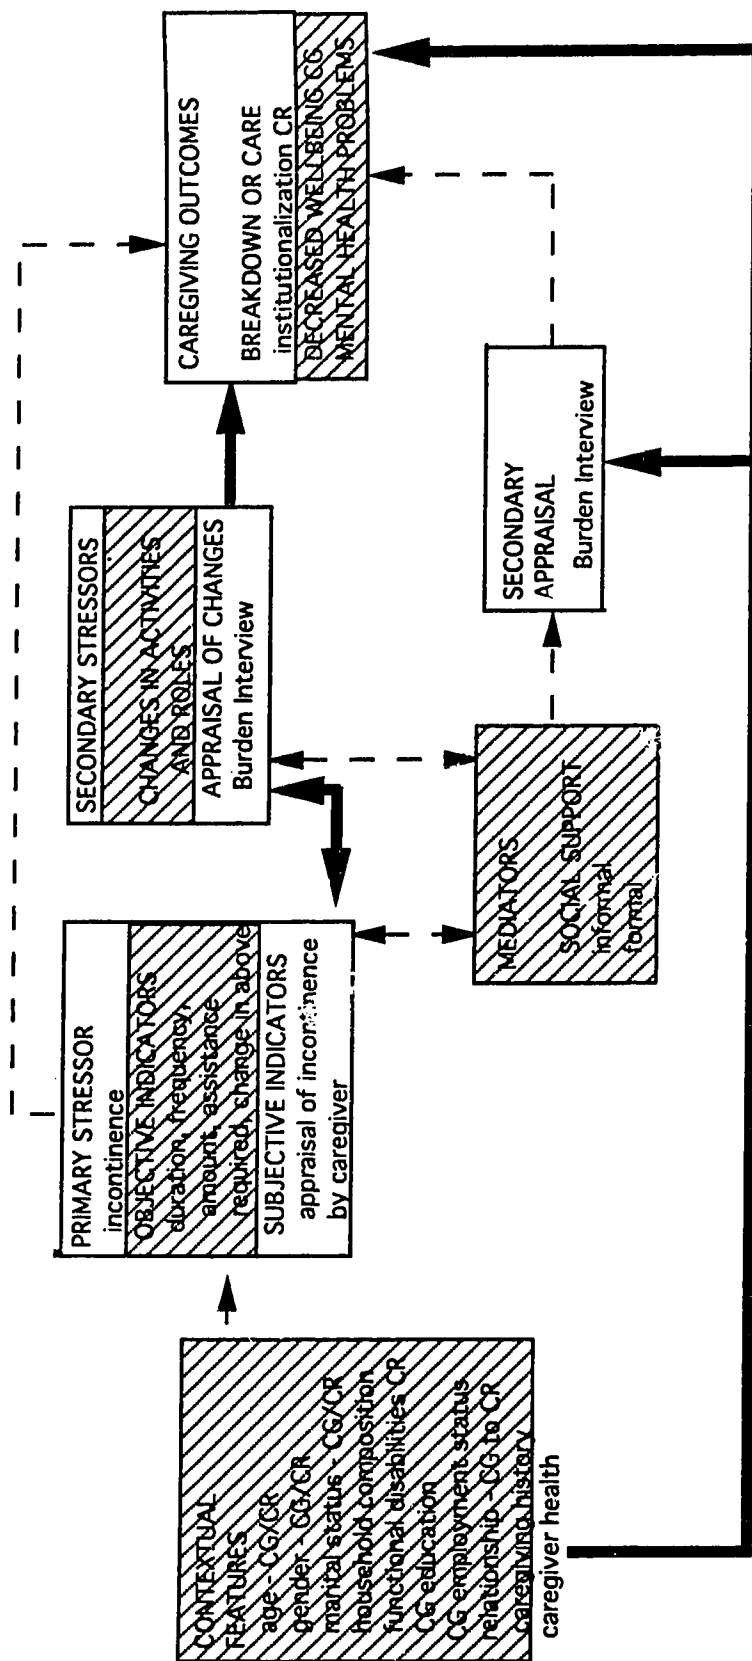 CONTEXTUAL
FEATURES
age - CG/CR
gender - CG/CR
marital status - CG/CR
household composition
functional disabilities CR
CG education
CG employment status
relationship - CG to CR
caregiving history
caregiver health
PRIMARY STRESSOR
incontinence
OBJECTIVE INDICATORS
duration, frequency,
amount, assistance
required, change in above
SUBJECTIVE INDICATORS
appraisal of incontinence
by caregiver
SECONDARY STRESSORS
CHANGES IN ACTIVITIES
AND ROLES
APPRAISAL OF CHANGES
Burden Interview
MEDIATORS
SOCIAL SUPPORT
informal
formal
SECONDARY
APPRAISAL
Burden Interview
CAREGIVING OUTCOMES
BREAKDOWN OR CARE
institutionalization CR
DECREASED WELLBEING CG
MENTAL HEALTH PROBLEMS